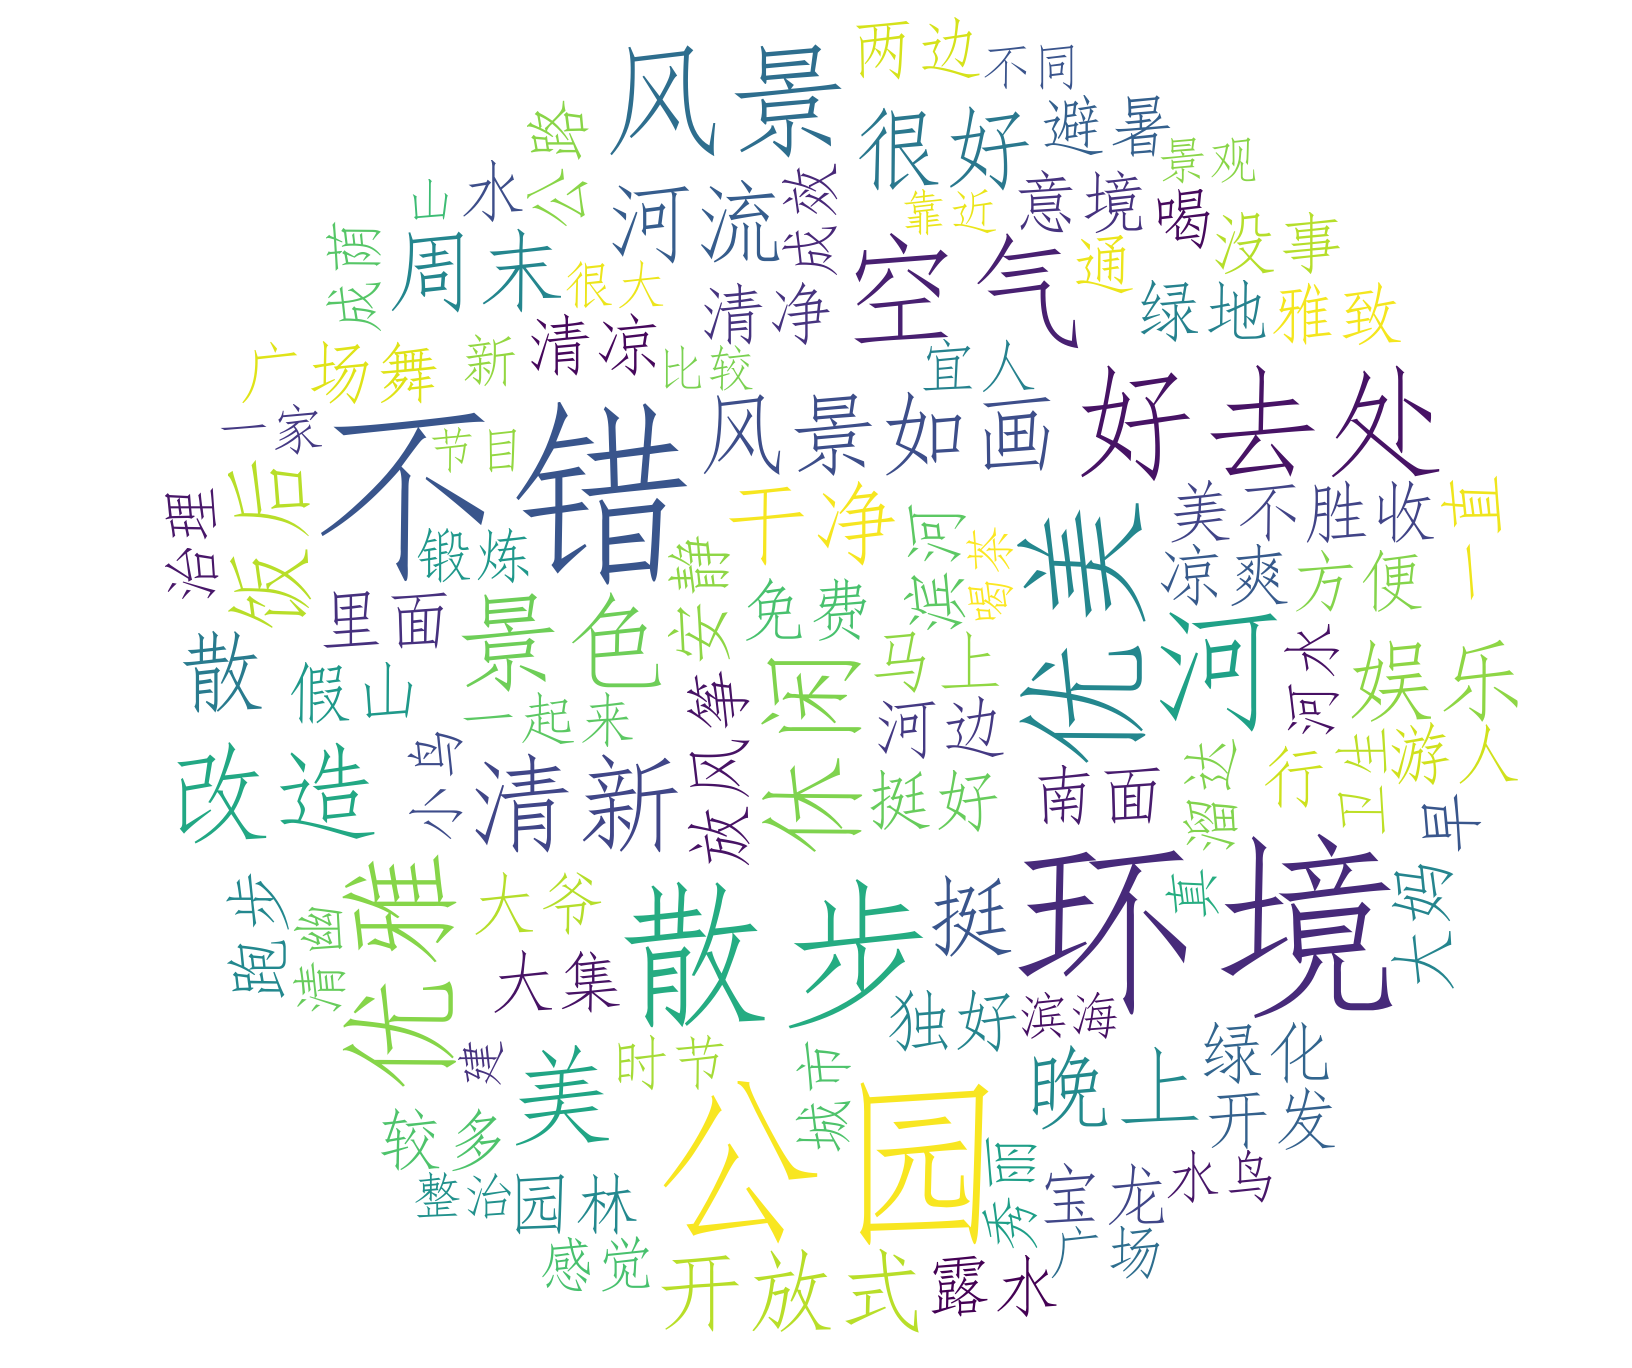 两边
不同
风景
很好
避暑
公路
景观
山
水
河流
成效
靠近
意境
喝
没事
成荫
周末
很大
清净
空气
通
绿地
雅致
广场舞
新
清凉
比较
宜人
好去处
一家
不错
节目
风景如画
饭后
治理
锻炼
干净
河
滨
喝茶
优美
美不胜收
一直
凉爽
方便
里面
景色
安静
免费
马上
河
河水
娱乐
散
假山
一起来
放风筝
休闲
河边
改造
小鸟
清新
挺好
南面
溜达
行
卫生
游人
早
跑步
清幽
优雅
大爷
大集
散步
挺
环境
真
大妈
独好
滨海
建
美
时节
城市
晚上
绿化
开发
较多
公园
秀丽
宝龙
水鸟
整治
园林
广场
感觉
开放式
露水